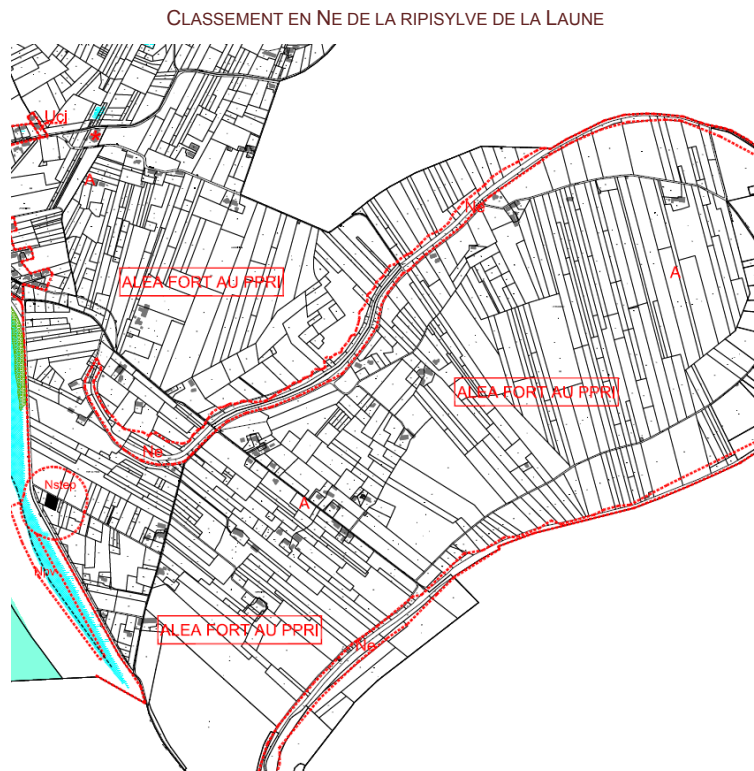 CLASSEMENT EN NE DE LA RIPISYLVE DE LA LAUNE
Ucj
*
A
Ne
A
ALEA FORT AU PPRI
ALEA FORT AU PPRI
Ne
Nstep
A
Npv
ALEA FORT AU PPRI
Ne